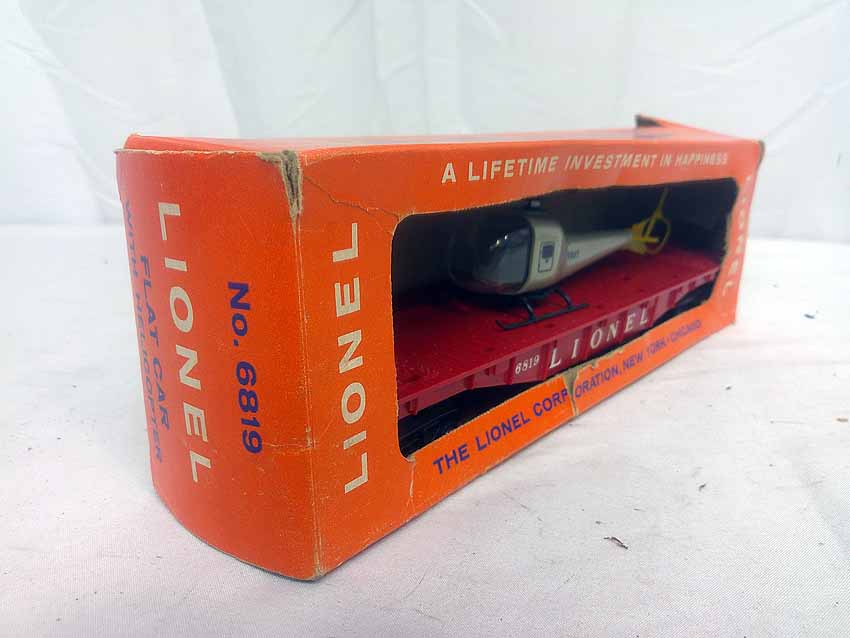 LIONEL
No. 6819
FLAT CAR
WITH HELICOPTER
LIONEL
A LIFETIME INVESTMENT IN HAPPINESS
6819 LIONEL
THE LIONEL CORPORATION, NEW YORK • CHICAGO
LIONEL